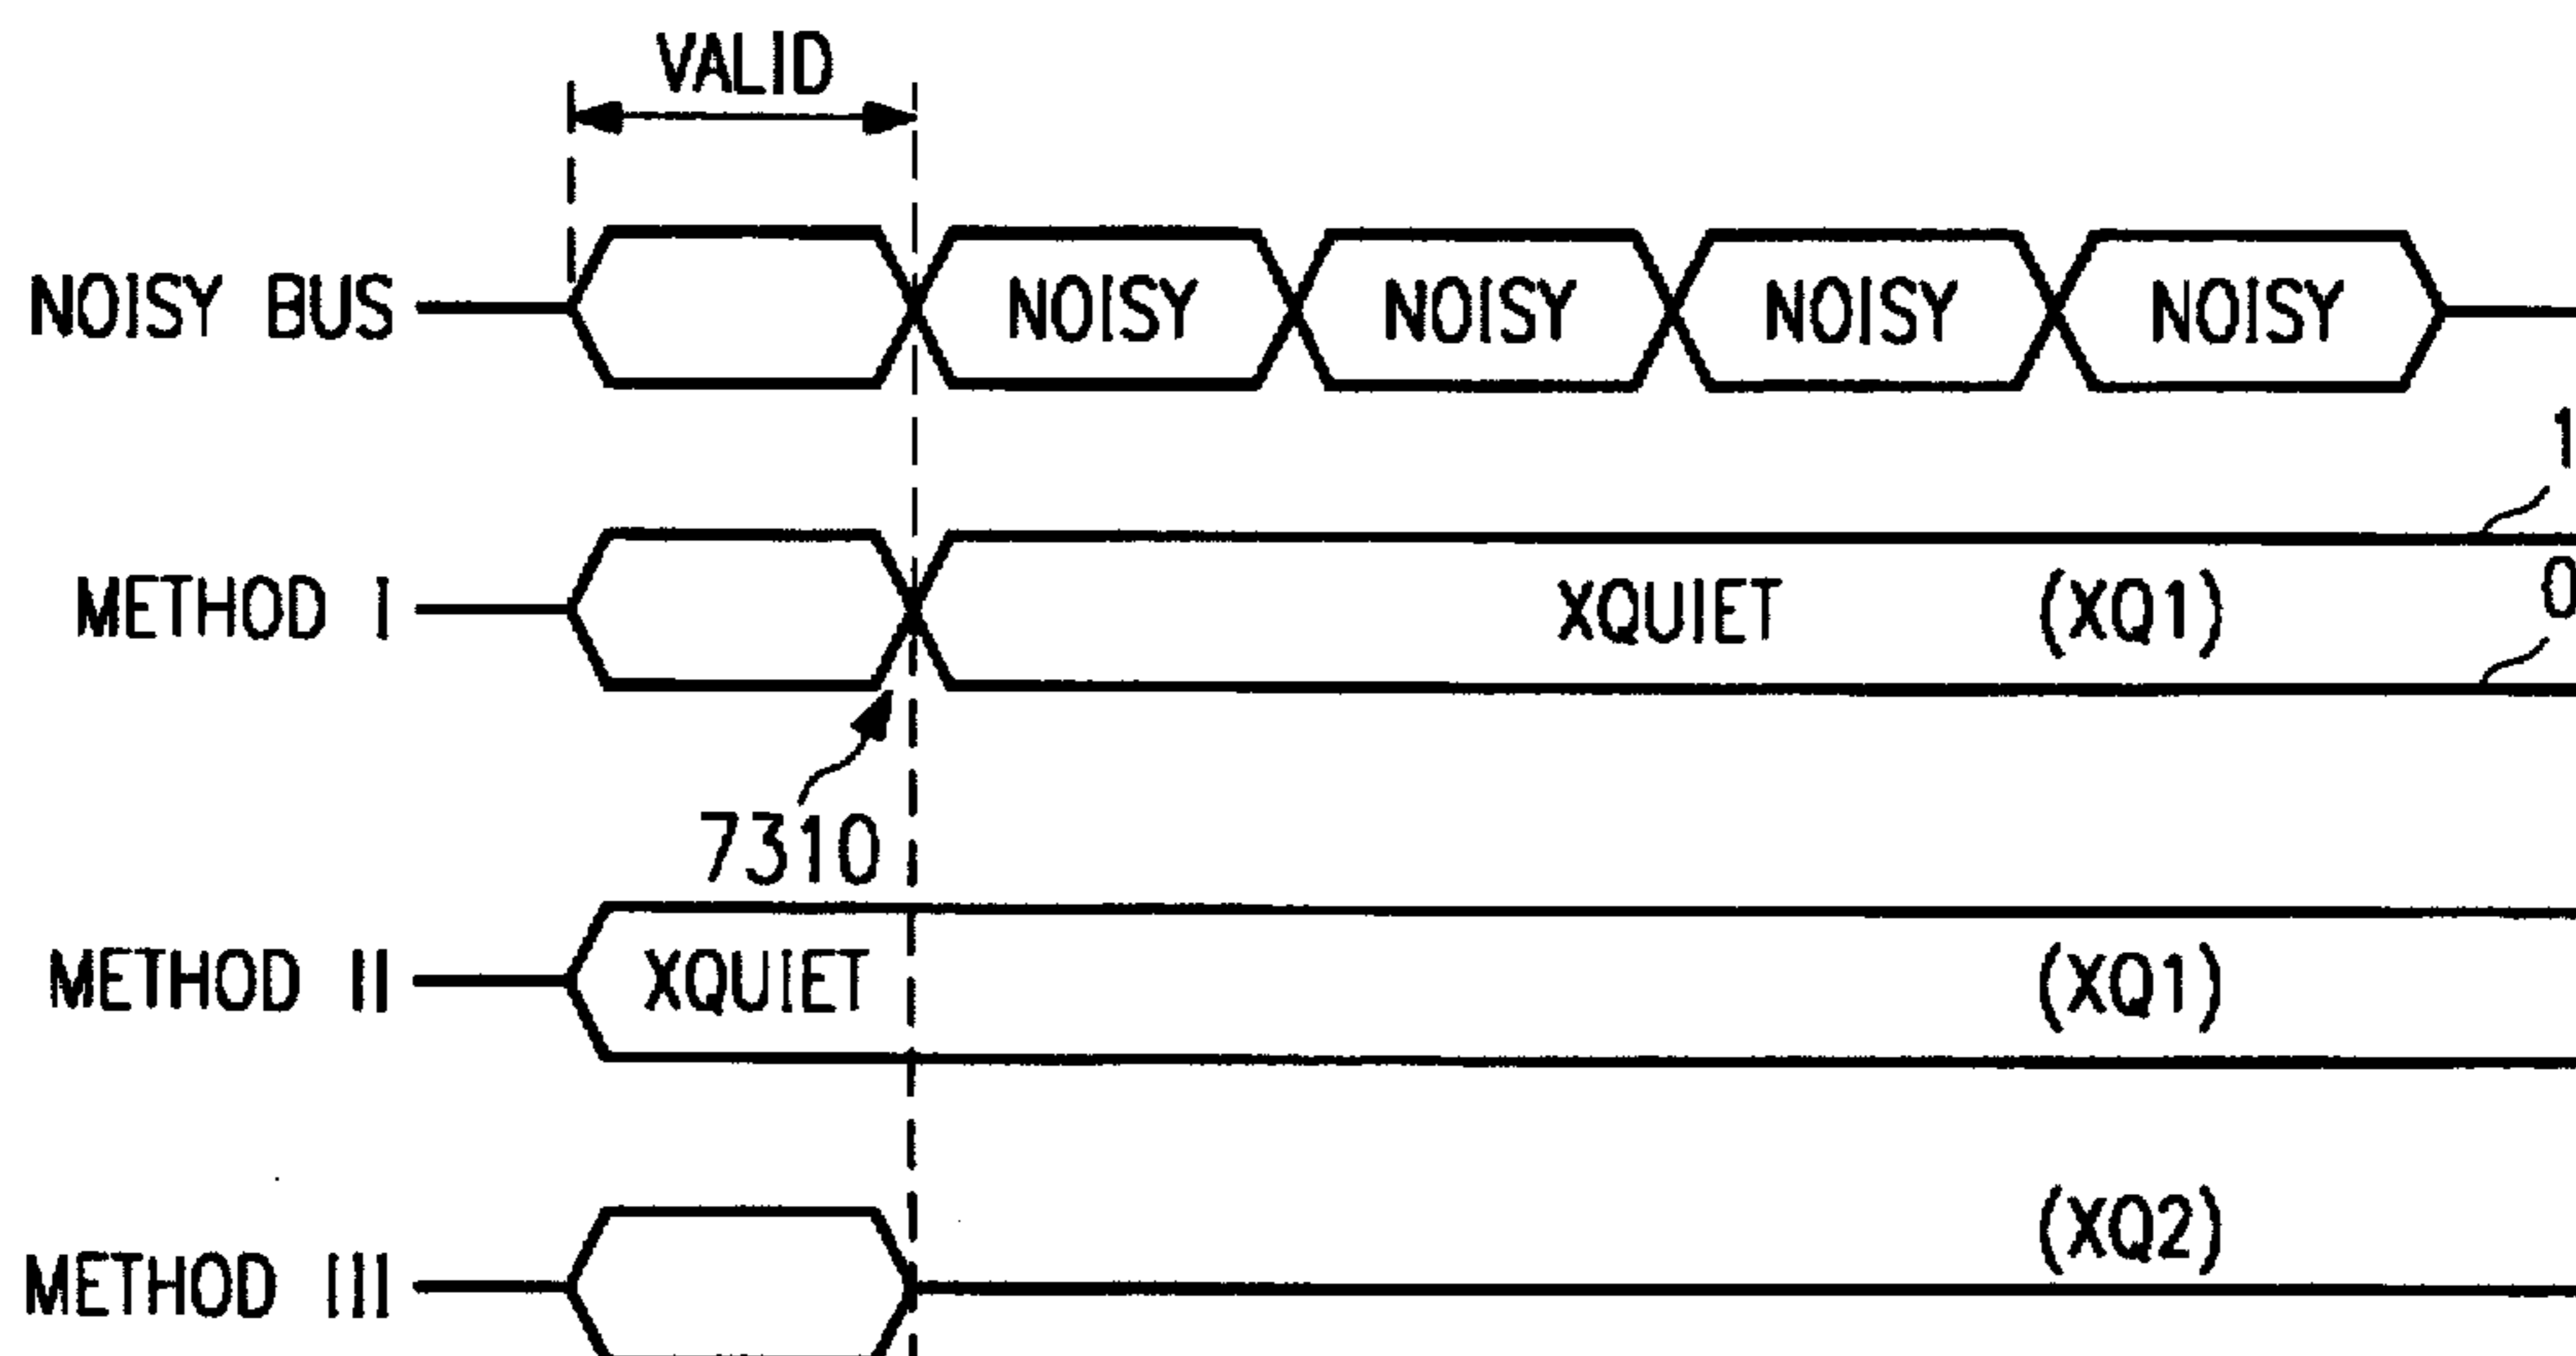 VALID
NOISY BUS NOISY NOISY NOISY NOISY
1
METHOD I XQUIET (XQ1) 0
7310
METHOD II XQUIET (XQ1)
(XQ2)
METHOD III